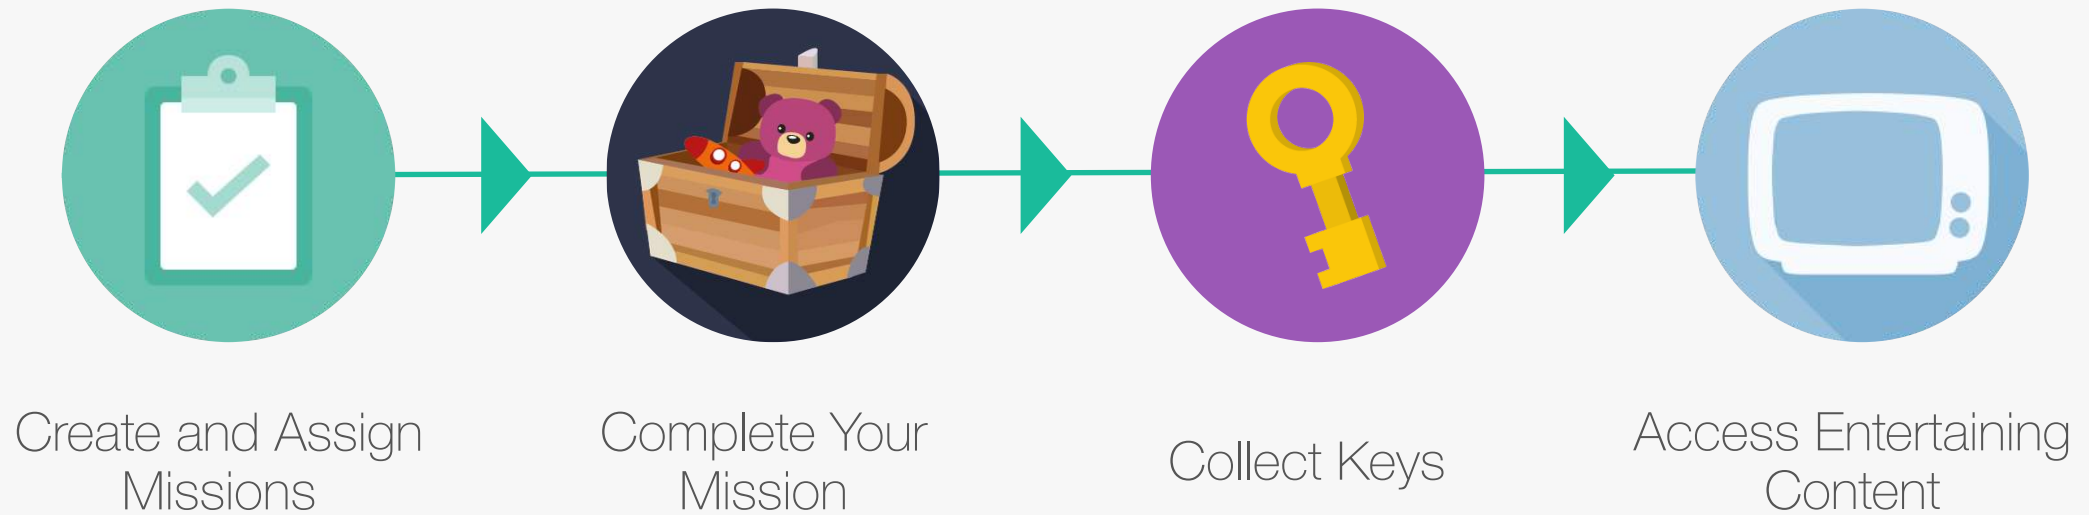 Create and Assign
Missions
Complete Your
Mission
Collect Keys
Access Entertaining
Content